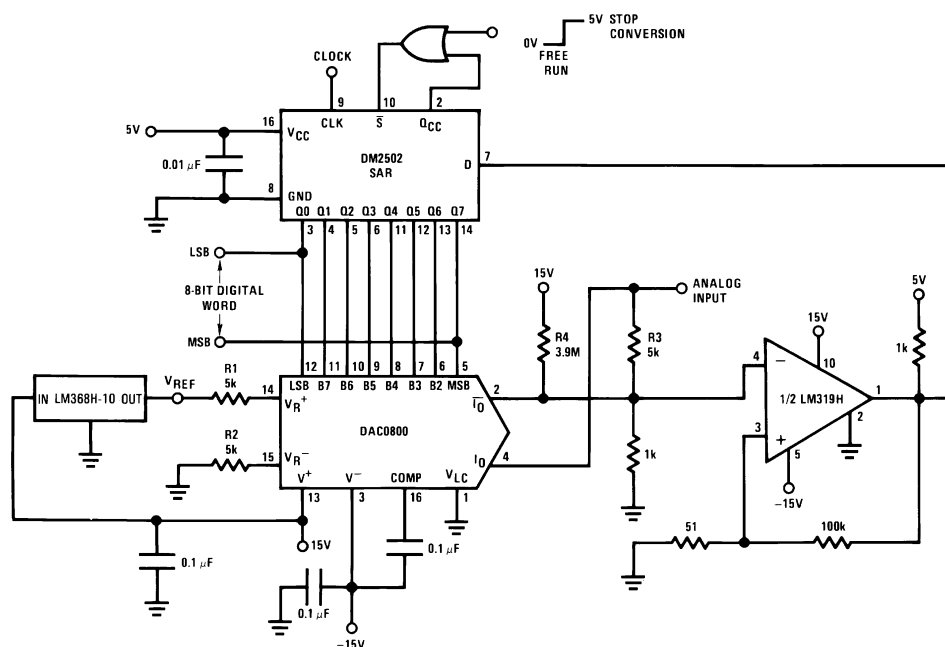 5V STOP
CONVERSION
0V
FREE
RUN
CLOCK
9 10 2
CLK S̅ QCC
5V
16 VCC
0.01 μF
DM2502
SAR
D 7
8 GND
Q0 Q1 Q2 Q3 Q4 Q5 Q6 Q7
3 4 5 6 11 12 13 14
LSB
8-BIT DIGITAL
WORD
MSB
15V
R4
3.9M
R3
5k
ANALOG
INPUT
5V
1k
15V
10
12 11 10 9 8 7 6 5
LSB B7 B6 B5 B4 B3 B2 MSB
IN LM368H-10 OUT
VREF
R1
5k
14
VR+
2
I̅O̅
4
−
1/2 LM319H
1
2
3
+
5
−15V
DAC0800
R2
5k
15 VR−
IO 4
1k
V+ V− COMP VLC
13 3 16 1
51
100k
0.1 μF
15V
0.1 μF
0.1 μF
−15V